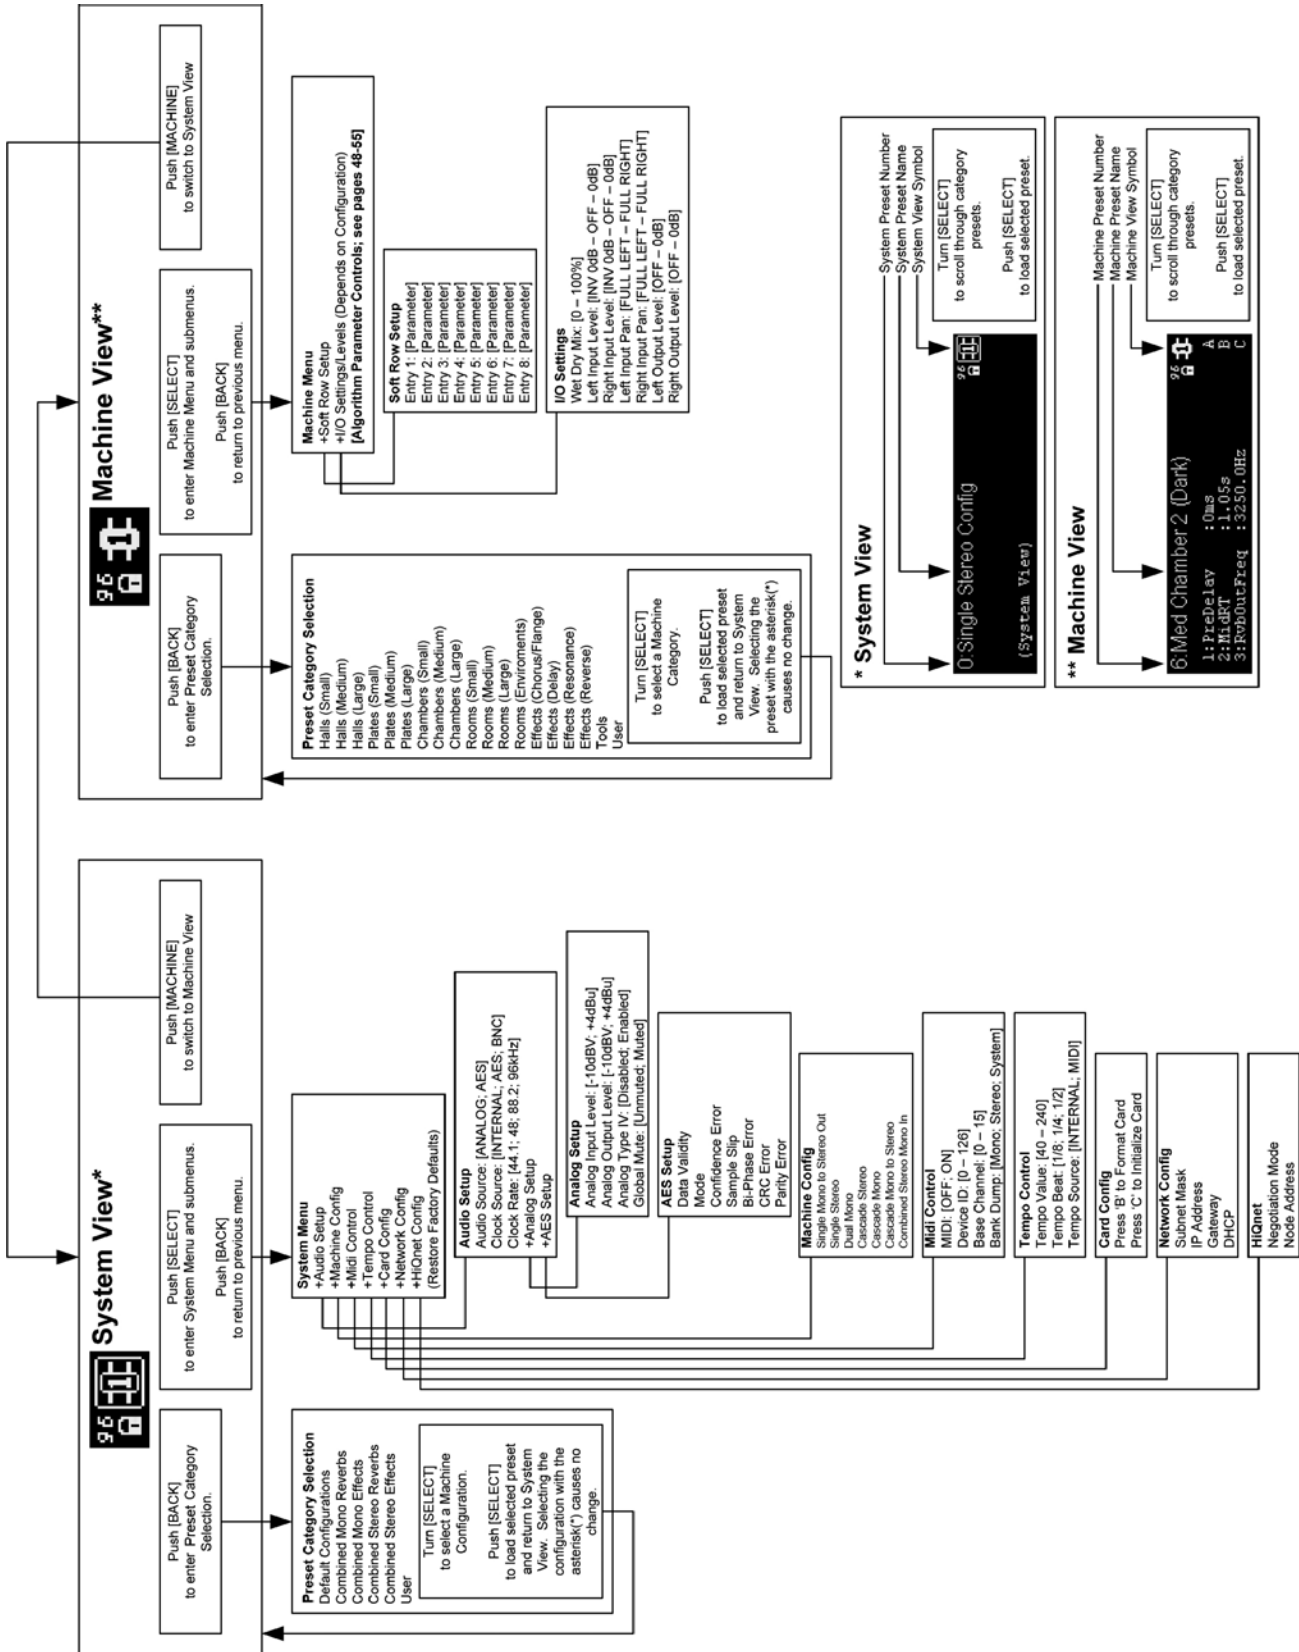 96
1
System View*
Push [BACK]
to enter Preset Category
Selection.
Push [SELECT]
to enter System Menu and submenus.
Push [BACK]
to return to previous menu.
Push [MACHINE]
to switch to Machine View
Preset Category Selection
Default Configurations
Combined Mono Reverbs
Combined Mono Effects
Combined Stereo Reverbs
Combined Stereo Effects
User
Turn [SELECT]
to select a Machine
Configuration.
Push [SELECT]
to load selected preset
and return to System
View. Selecting the
configuration with the
asterisk(*) causes no
change.
System Menu
+Audio Setup
+Machine Config
+Midi Control
+Tempo Control
+Card Config
+Network Config
+HiQnet Config
(Restore Factory Defaults)
Audio Setup
Audio Source: [ANALOG; AES]
Clock Source: [INTERNAL; AES; BNC]
Clock Rate: [44.1; 48; 88.2; 96kHz]
+Analog Setup
+AES Setup
Analog Setup
Analog Input Level: [-10dBV; +4dBu]
Analog Output Level: [-10dBV; +4dBu]
Analog Type IV: [Disabled; Enabled]
Global Mute: [Unmuted; Muted]
AES Setup
Data Validity
Mode
Confidence Error
Sample Slip
Bi-Phase Error
CRC Error
Parity Error
Machine Config
Single Mono to Stereo Out
Single Stereo
Dual Mono
Cascade Stereo
Cascade Mono
Cascade Mono to Stereo
Combined Stereo Mono In
Midi Control
MIDI: [OFF: ON]
Device ID: [0 – 126]
Base Channel: [0 – 15]
Bank Dump: [Mono; Stereo; System]
Tempo Control
Tempo Value: [40 – 240]
Tempo Beat: [1/8; 1/4; 1/2]
Tempo Source: [INTERNAL; MIDI]
Card Config
Press 'B' to Format Card
Press 'C' to Initialize Card
Network Config
Subnet Mask
IP Address
Gateway
DHCP
HiQnet
Negotiation Mode
Node Address
96
1
Machine View**
Push [BACK]
to enter Preset Category
Selection.
Push [SELECT]
to enter Machine Menu and submenus.
Push [BACK]
to return to previous menu.
Push [MACHINE]
to switch to System View
Preset Category Selection
Halls (Small)
Halls (Medium)
Halls (Large)
Plates (Small)
Plates (Medium)
Plates (Large)
Chambers (Small)
Chambers (Medium)
Chambers (Large)
Rooms (Small)
Rooms (Medium)
Rooms (Large)
Rooms (Enviroments)
Effects (Chorus/Flange)
Effects (Delay)
Effects (Resonance)
Effects (Reverse)
Tools
User
Turn [SELECT]
to select a Machine
Category.
Push [SELECT]
to load selected preset
and return to System
View. Selecting the
preset with the asterisk(*)
causes no change.
Machine Menu
+Soft Row Setup
+I/O Settings/Levels (Depends on Configuration)
[Algorithm Parameter Controls; see pages 48-55]
Soft Row Setup
Entry 1: [Parameter]
Entry 2: [Parameter]
Entry 3: [Parameter]
Entry 4: [Parameter]
Entry 5: [Parameter]
Entry 6: [Parameter]
Entry 7: [Parameter]
Entry 8: [Parameter]
I/O Settings
Wet Dry Mix: [0 – 100%]
Left Input Level: [INV 0dB – OFF – 0dB]
Right Input Level: [INV 0dB – OFF – 0dB]
Left Input Pan: [FULL LEFT – FULL RIGHT]
Right Input Pan: [FULL LEFT – FULL RIGHT]
Left Output Level: [OFF – 0dB]
Right Output Level: [OFF – 0dB]
* System View
System Preset Number
System Preset Name
System View Symbol
0:Single Stereo Config
96
1
(System View)
Turn [SELECT]
to scroll through category
presets.
Push [SELECT]
to load selected preset.
** Machine View
Machine Preset Number
Machine Preset Name
Machine View Symbol
6:Med Chamber 2 (Dark)
96
1
1:PreDelay :0ms A
2:MidRT :1.05s B
3:RvbOutFreq :3250.0Hz C
Turn [SELECT]
to scroll through category
presets.
Push [SELECT]
to load selected preset.